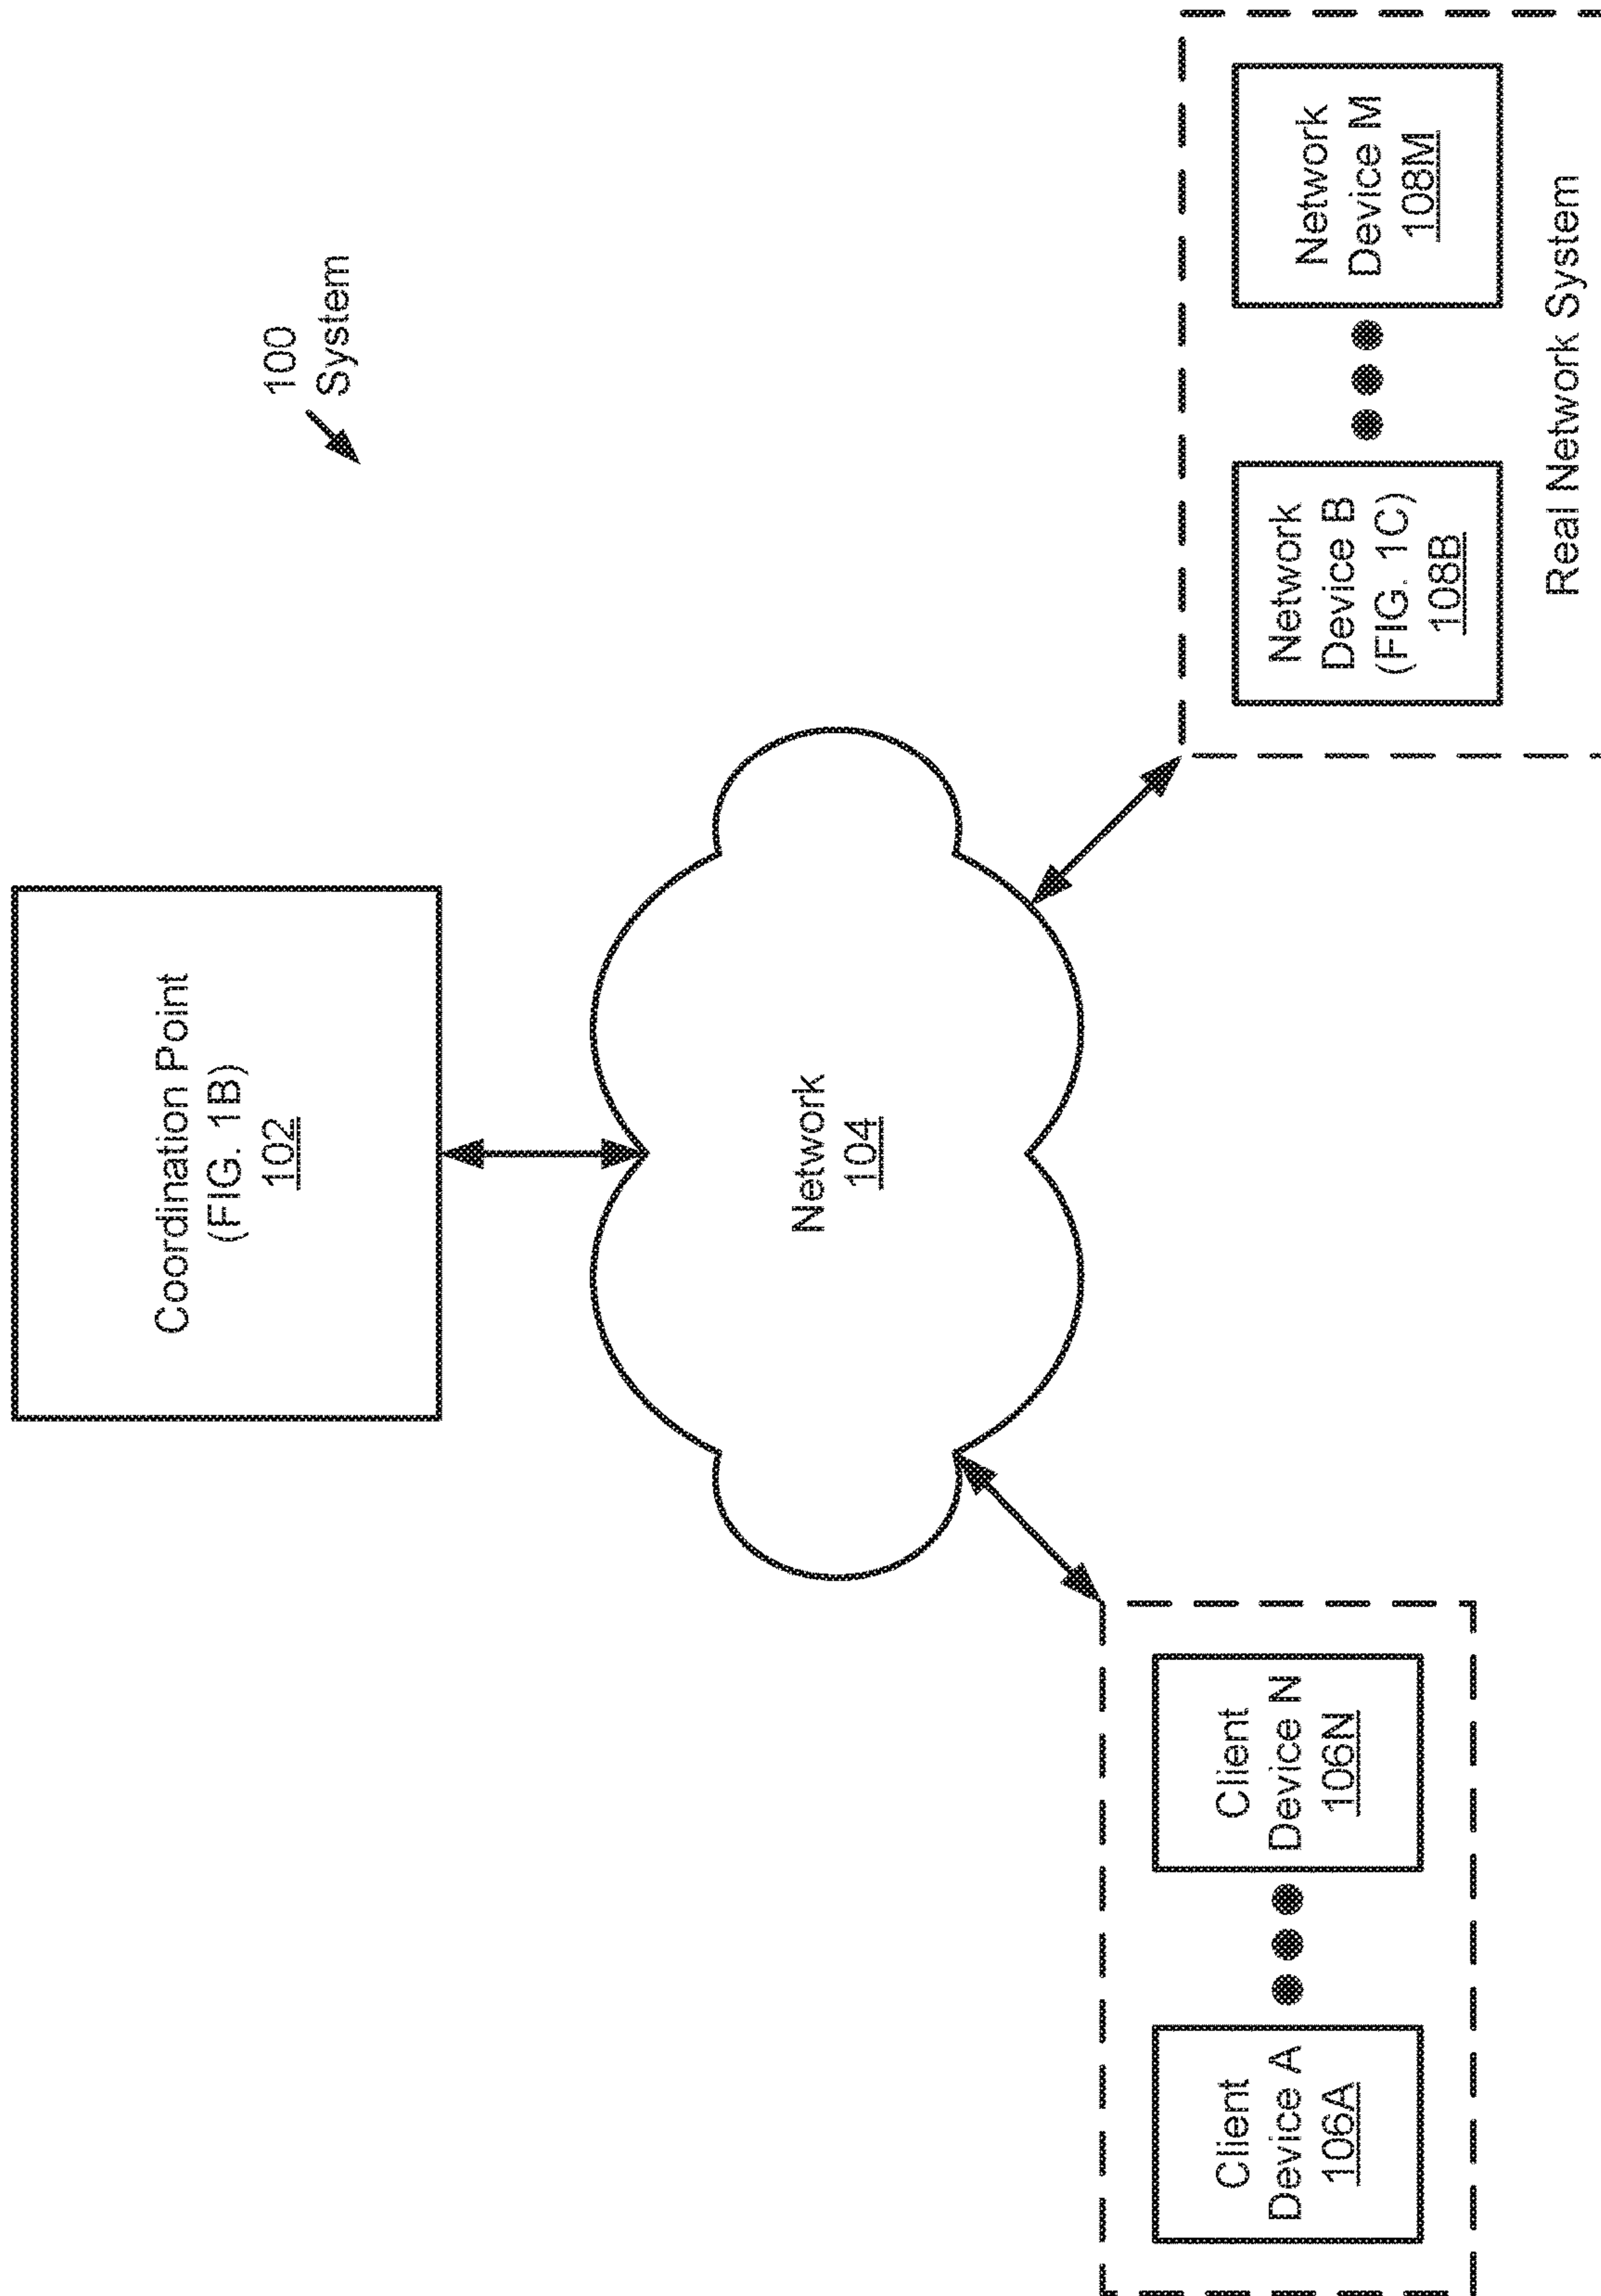 100
System
Coordination Point
(FIG. 1B)
102
Network
104
Client
Device A
106A
Client
Device N
106N
Network
Device B
(FIG. 1C)
108B
Network
Device M
108M
Real Network System